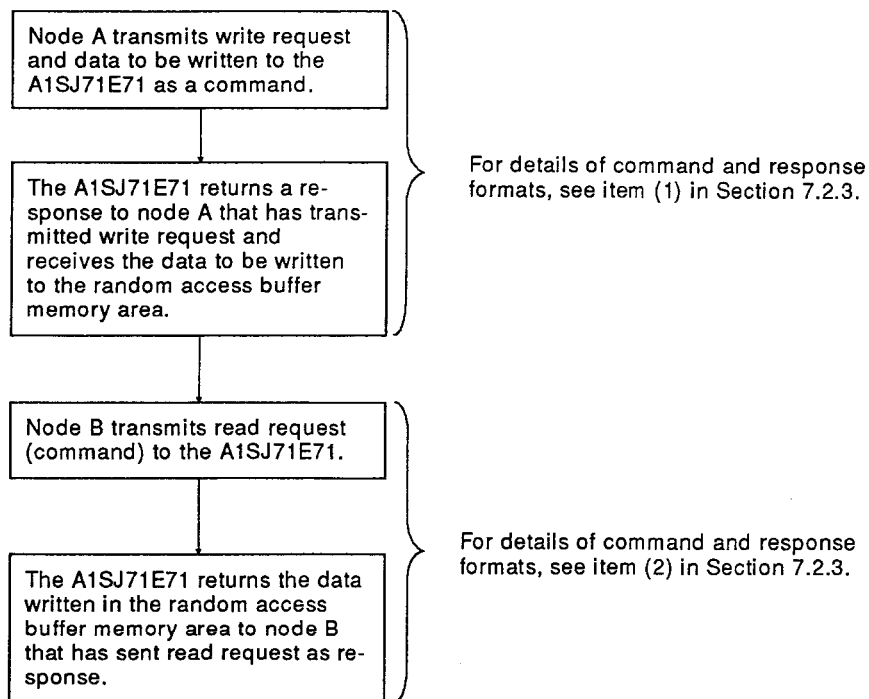 Node A transmits write request
and data to be written to the
A1SJ71E71 as a command.
The A1SJ71E71 returns a re-
sponse to node A that has trans-
mitted write request and
receives the data to be written
to the random access buffer
memory area.
For details of command and response
formats, see item (1) in Section 7.2.3.
Node B transmits read request
(command) to the A1SJ71E71.
The A1SJ71E71 returns the data
written in the random access
buffer memory area to node B
that has sent read request as re-
sponse.
For details of command and response
formats, see item (2) in Section 7.2.3.